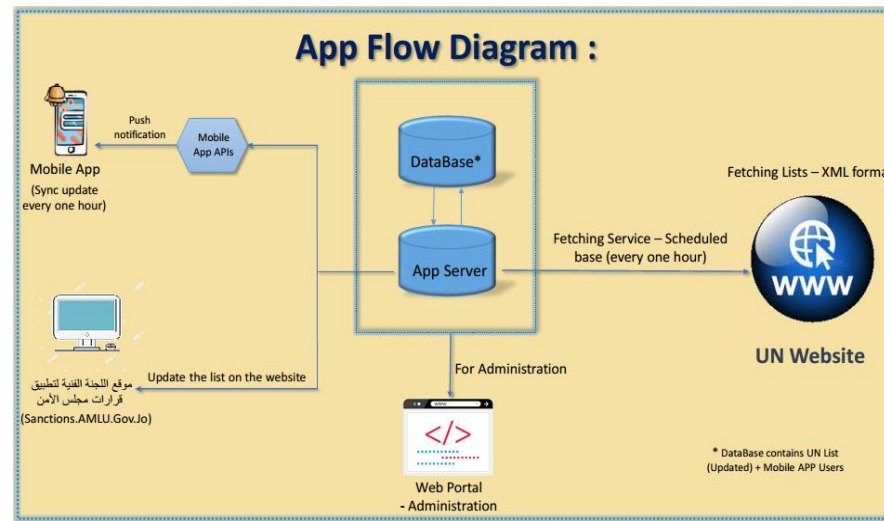 App Flow Diagram :
Push
notification
Mobile
App APIs
Mobile App
(Sync update
every one hour)
DataBase*
App Server
Fetching Lists – XML forma
Fetching Service – Scheduled
base (every one hour)
WWW
UN Website
Update the list on the website
موقع اللجنة الفنية لتطبيق
قرارات مجلس الأمن
(Sanctions.AMLU.Gov.Jo)
For Administration
www
</>
Web Portal
- Administration
* DataBase contains UN List
(Updated) + Mobile APP Users